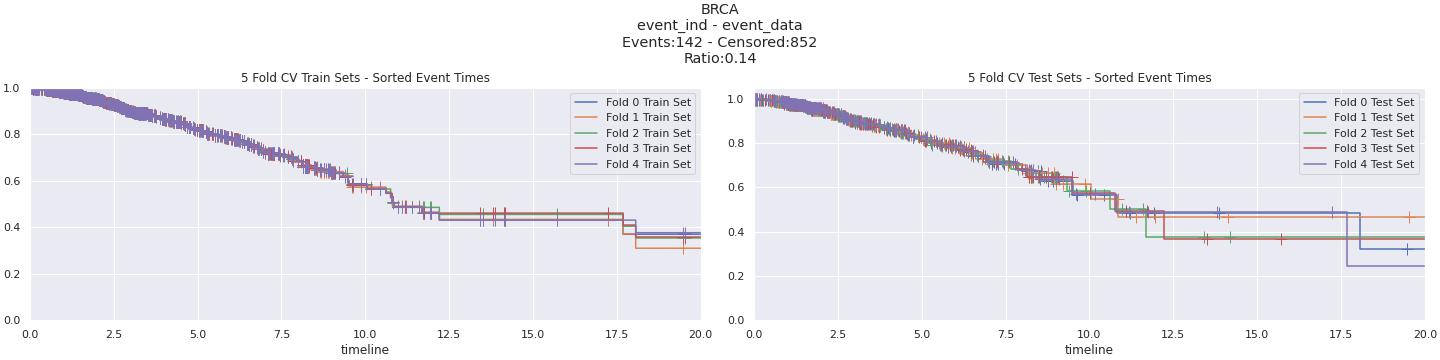 BRCA
event_ind - event_data
Events:142 - Censored:852
Ratio:0.14
5 Fold CV Train Sets - Sorted Event Times
1.0
0.8
0.6
0.4
0.2
0.0
0.0 2.5 5.0 7.5 10.0 12.5 15.0 17.5 20.0
timeline
Fold 0 Train Set
Fold 1 Train Set
Fold 2 Train Set
Fold 3 Train Set
Fold 4 Train Set
5 Fold CV Test Sets - Sorted Event Times
1.0
0.8
0.6
0.4
0.2
0.0
0.0 2.5 5.0 7.5 10.0 12.5 15.0 17.5 20.0
timeline
Fold 0 Test Set
Fold 1 Test Set
Fold 2 Test Set
Fold 3 Test Set
Fold 4 Test Set